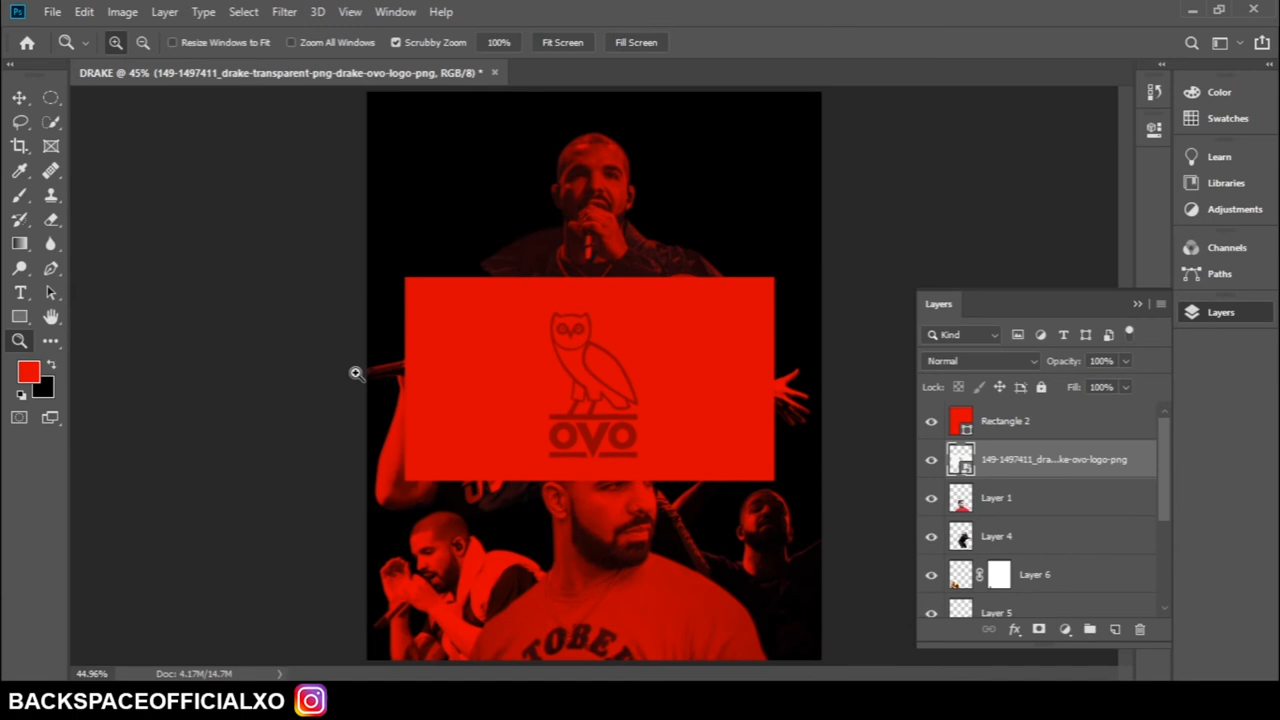 Ps File Edit Image Layer Type Select Filter 3D View Window Help
Resize Windows to Fit Zoom All Windows Scrubby Zoom 100% Fit Screen Fill Screen
DRAKE @ 45% (149-1497411_drake-transparent-png-drake-ovo-logo-png, RGB/8) *
Color
Swatches
Learn
Libraries
Adjustments
Channels
Paths
Layers
OVO
TOBER
Layers
Kind
Normal Opacity: 100%
Lock: Fill: 100%
Rectangle 2
149-1497411_dra...ke-ovo-logo-png
Layer 1
Layer 4
Layer 6
Layer 5
44.96% Doc: 4.17M/14.7M
BACKSPACEOFFICIALXO